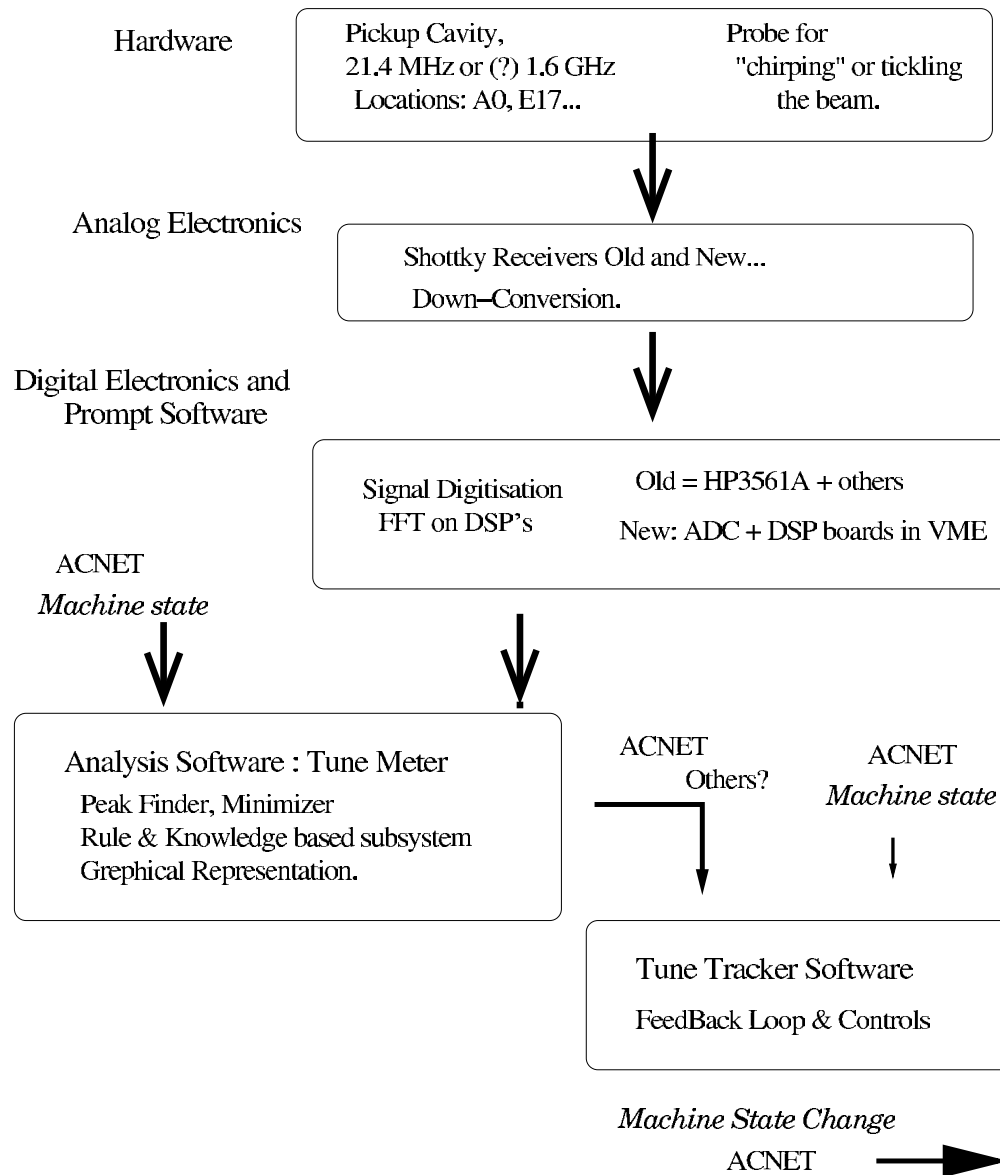 Hardware
Pickup Cavity,
21.4 MHz or (?) 1.6 GHz
Locations: A0, E17...
Probe for
"chirping" or tickling
the beam.
Analog Electronics
Shottky Receivers Old and New...
Down–Conversion.
Digital Electronics and
Prompt Software
Signal Digitisation
FFT on DSP's
Old = HP3561A + others
New: ADC + DSP boards in VME
ACNET
Machine state
Analysis Software : Tune Meter
Peak Finder, Minimizer
Rule & Knowledge based subsystem
Grephical Representation.
ACNET
Others?
ACNET
Machine state
Tune Tracker Software
FeedBack Loop & Controls
Machine State Change
ACNET